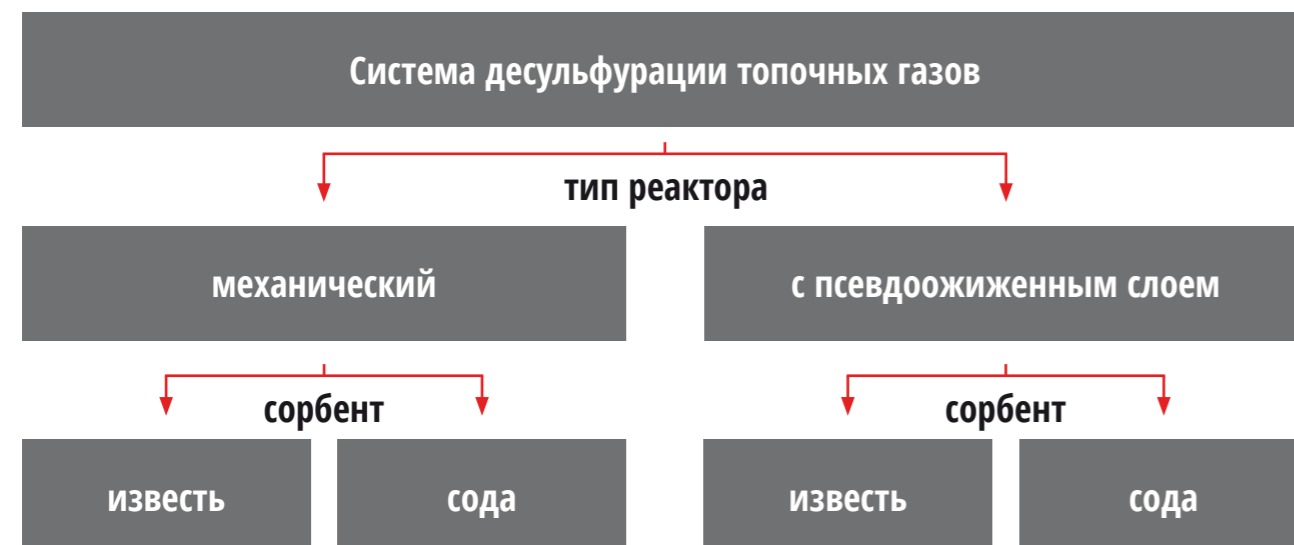 Система десульфурации топочных газов
тип реактора
механический
с псевдоожиженным слоем
сорбент
сорбент
известь
сода
известь
сода